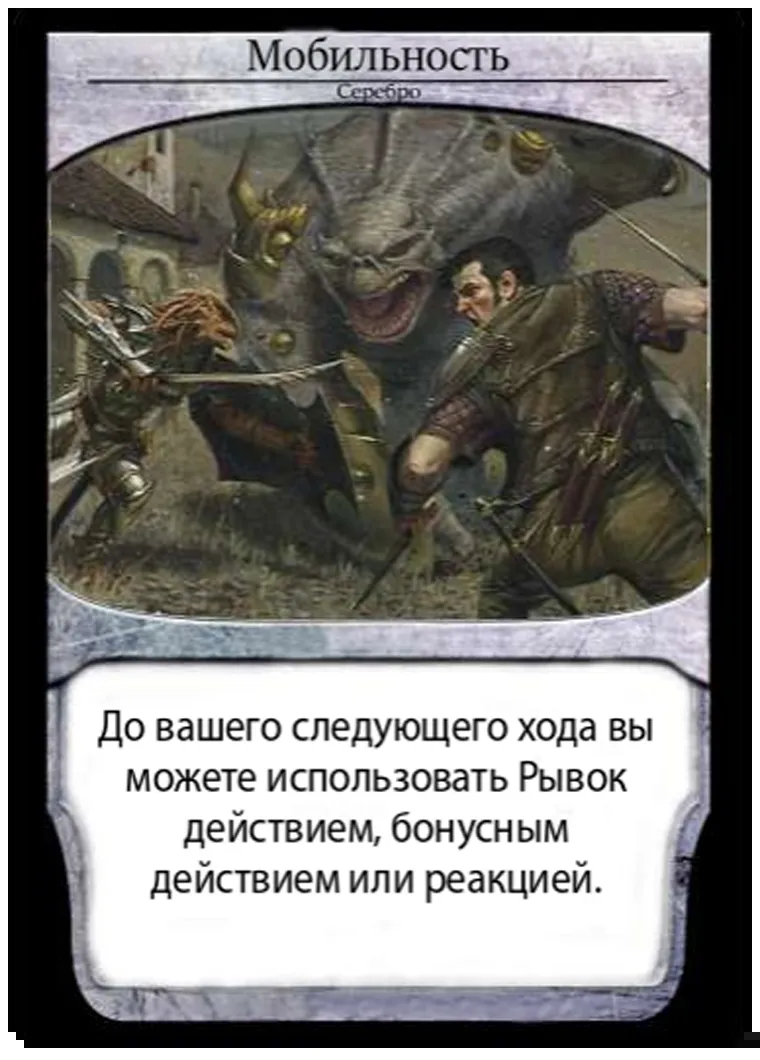 Мобильность
Серебро
До вашего следующего хода вы
можете использовать Рывок
действием, бонусным
действием или реакцией.